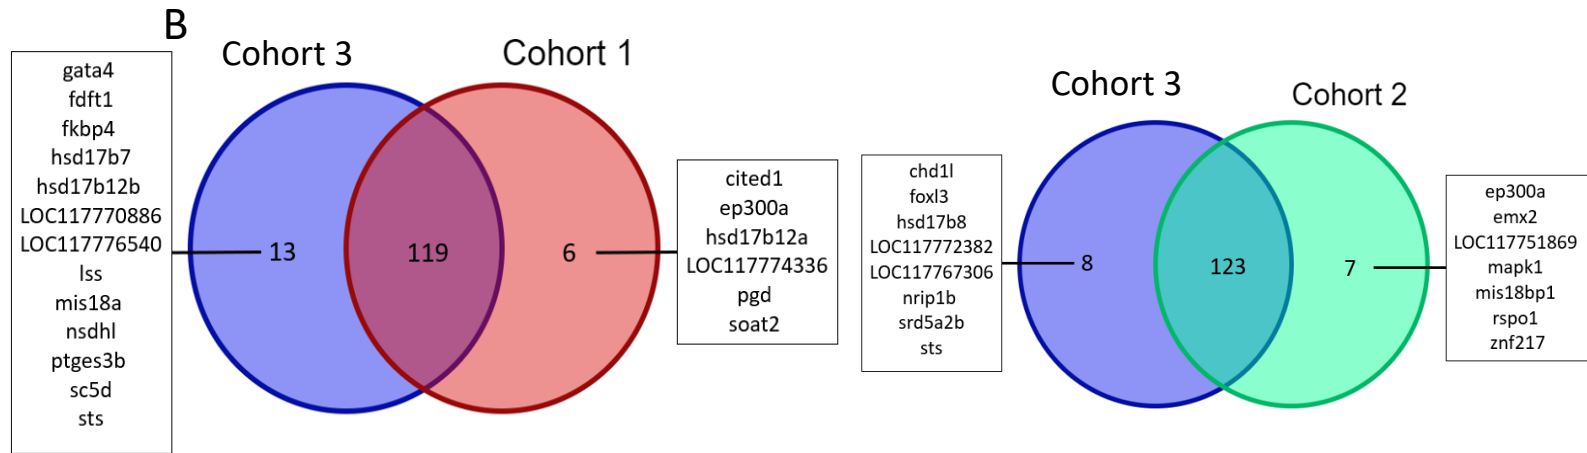 B
Cohort 3
Cohort 1
gata4
fdft1
fkbp4
hsd17b7
hsd17b12b
LOC117770886
LOC117776540
lss
mis18a
nsdhl
ptges3b
sc5d
sts
13
119
6
cited1
ep300a
hsd17b12a
LOC117774336
pgd
soat2
Cohort 3
Cohort 2
chd1l
foxl3
hsd17b8
LOC117772382
LOC117767306
nrip1b
srd5a2b
sts
8
123
7
ep300a
emx2
LOC117751869
mapk1
mis18bp1
rspo1
znf217